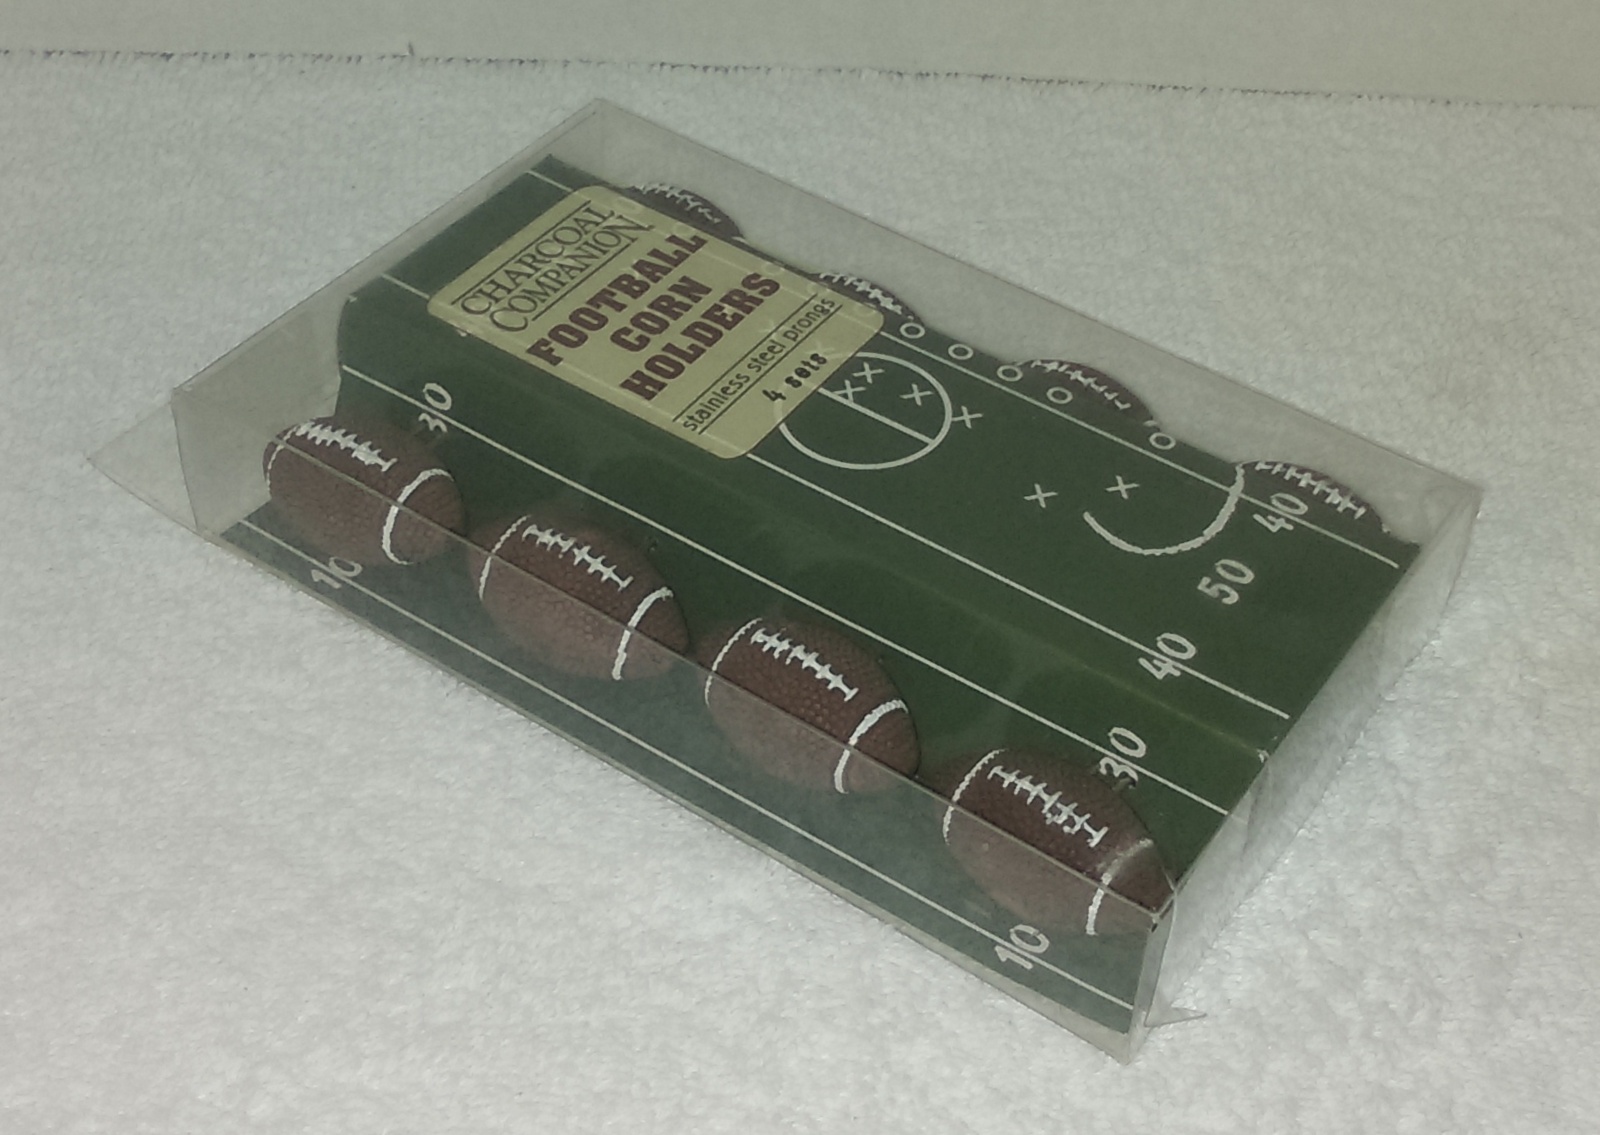 CHARCOAL
COMPANION
FOOTBALL
CORN
HOLDERS
stainless steel prongs
4 sets
30
10
40
50
40
30
10